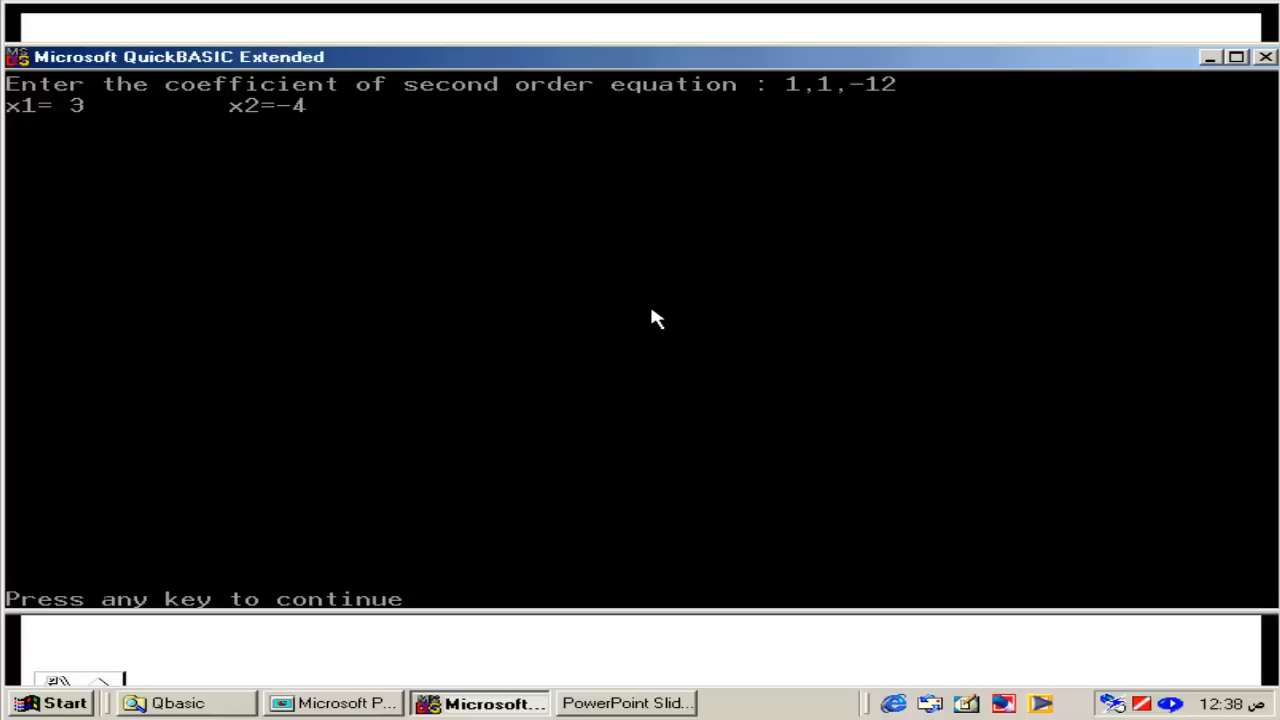 Microsoft QuickBASIC Extended
Enter the coefficient of second order equation : 1,1,-12
x1= 3 x2=-4
Press any key to continue
Start Qbasic Microsoft P... Microsoft... PowerPoint Slid... 12:38 ص